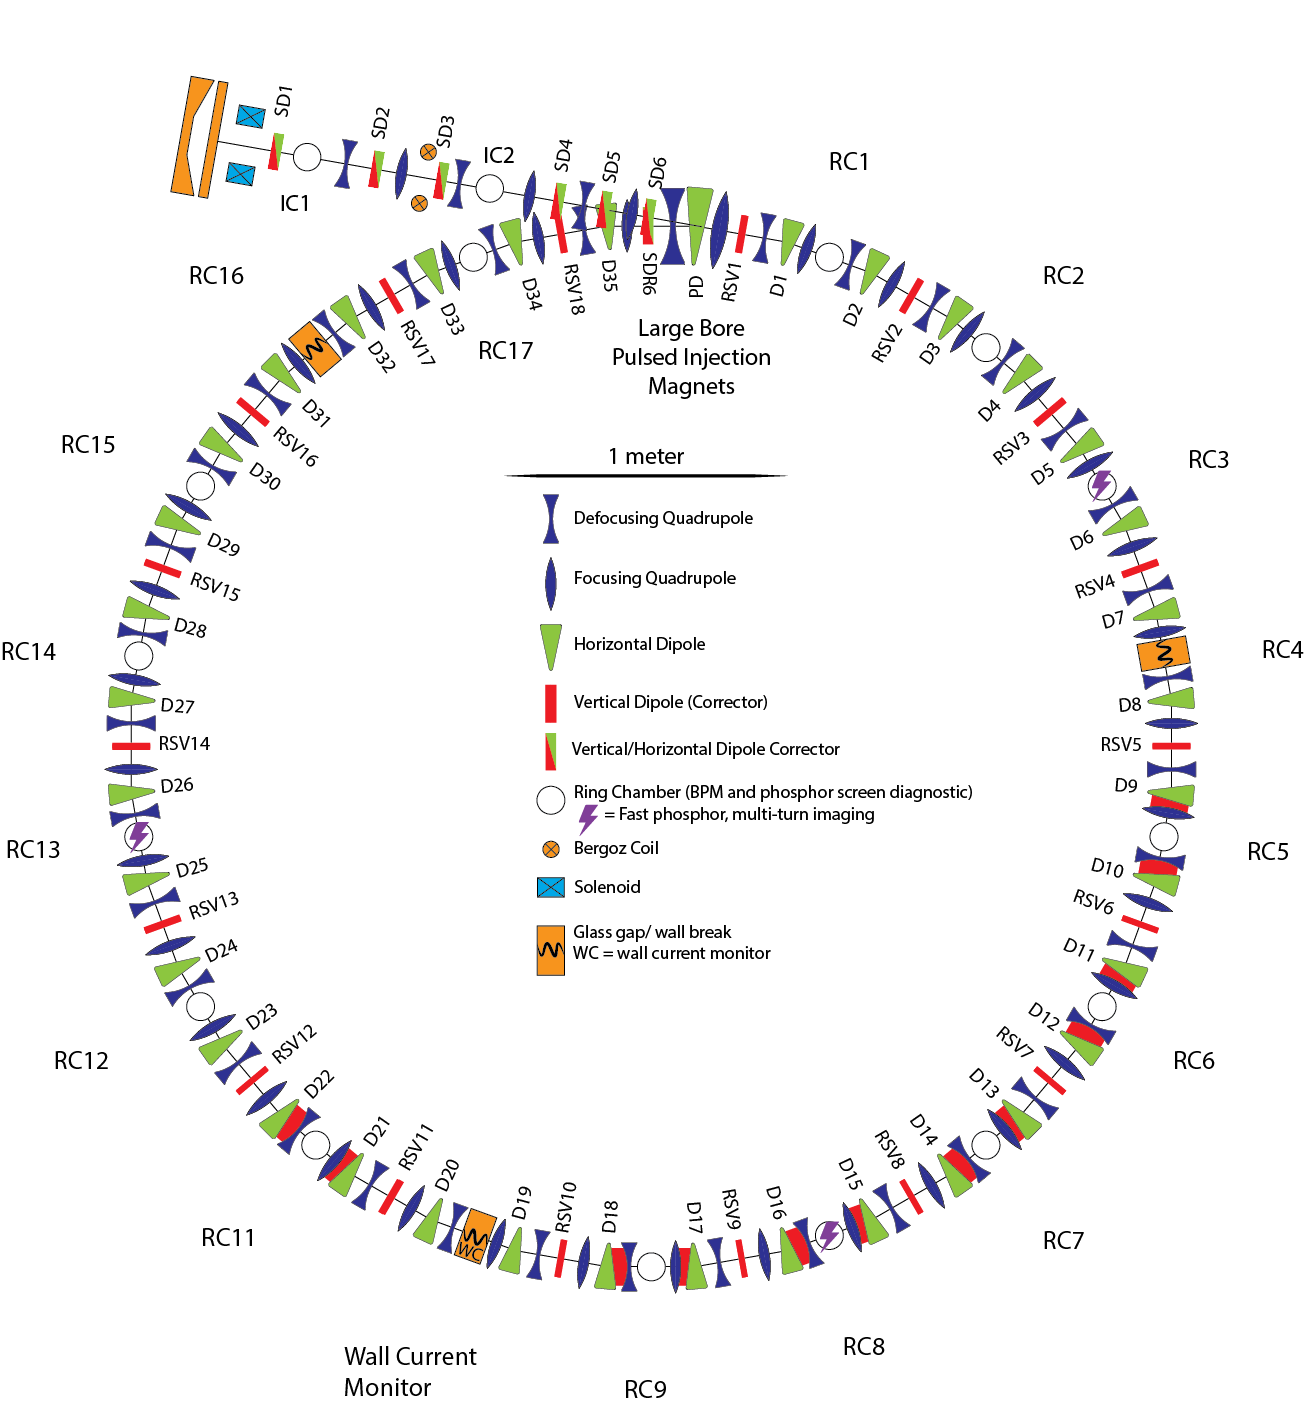 SD1
SD2
SD3
IC2
SD4
SD5
SD6
RC1
IC1
RC16
RC2
D34
RSV18
D35
SDR6
PD
RSV1
D1
D2
RSV2
D3
D33
RSV17
D32
RC17
Large Bore
Pulsed Injection
Magnets
D4
RSV3
D5
RC3
D31
RSV16
D30
RC15
1 meter
Defocusing Quadrupole
Focusing Quadrupole
Horizontal Dipole
Vertical Dipole (Corrector)
Vertical/Horizontal Dipole Corrector
Ring Chamber (BPM and phosphor screen diagnostic)
= Fast phosphor, multi-turn imaging
Bergoz Coil
Solenoid
Glass gap/ wall break
WC = wall current monitor
D29
RSV15
D28
RC14
D27
RSV14
D26
RC13
D25
RSV13
D24
D23
RSV12
D22
RC12
D6
RSV4
D7
RC4
D8
RSV5
D9
RC5
D10
RSV6
D11
D12
RSV7
D13
RC6
D21
RSV11
D20
WC
D19
RSV10
D18
D17
RSV9
D16
D15
RSV8
D14
RC11
RC7
Wall Current
Monitor
RC9
RC8